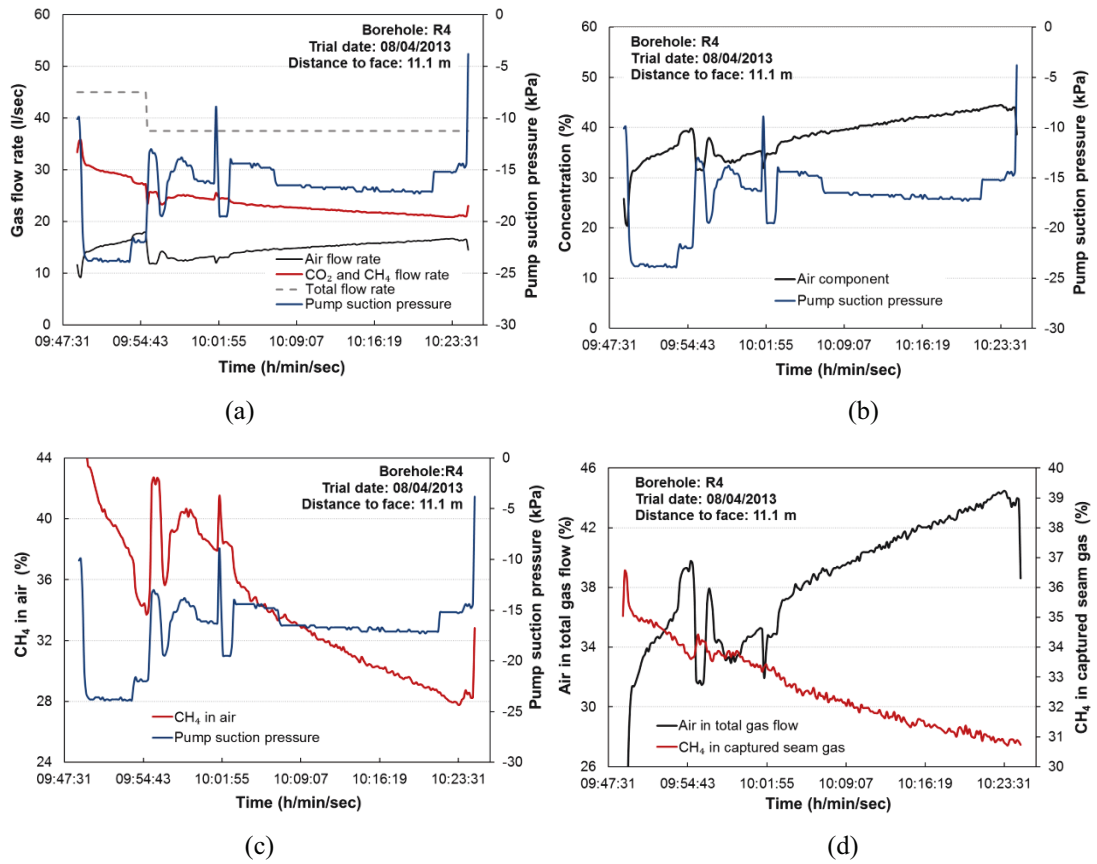 Borehole: R4
Trial date: 08/04/2013
Distance to face: 11.1 m
60
50
40
30
20
10
0
0
-5
-10
-15
-20
-25
-30
Gas flow rate (l/sec)
Pump suction pressure (kPa)
Air flow rate
CO₂ and CH₄ flow rate
Total flow rate
Pump suction pressure
09:47:31 09:54:43 10:01:55 10:09:07 10:16:19 10:23:31
Time (h/min/sec)
(a)
Borehole: R4
Trial date: 08/04/2013
Distance to face: 11.1 m
60
50
40
30
20
10
0
0
-5
-10
-15
-20
-25
-30
Concentration (%)
Pump suction pressure (kPa)
Air component
Pump suction pressure
09:47:31 09:54:43 10:01:55 10:09:07 10:16:19 10:23:31
Time (h/min/sec)
(b)
Borehole:R4
Trial date: 08/04/2013
Distance to face: 11.1 m
44
40
36
32
28
24
0
-5
-10
-15
-20
-25
-30
CH₄ in air (%)
Pump suction pressure (kPa)
CH₄ in air
Pump suction pressure
09:47:31 09:54:43 10:01:55 10:09:07 10:16:19 10:23:31
Time (h/min/sec)
(c)
Borehole: R4
Trial date: 08/04/2013
Distance to face: 11.1 m
46
42
38
34
30
26
40
39
38
37
36
35
34
33
32
31
30
Air in total gas flow (%)
CH₄ in captured seam gas (%)
Air in total gas flow
CH₄ in captured seam gas
09:47:31 09:54:43 10:01:55 10:09:07 10:16:19 10:23:31
Time (h/min/sec)
(d)